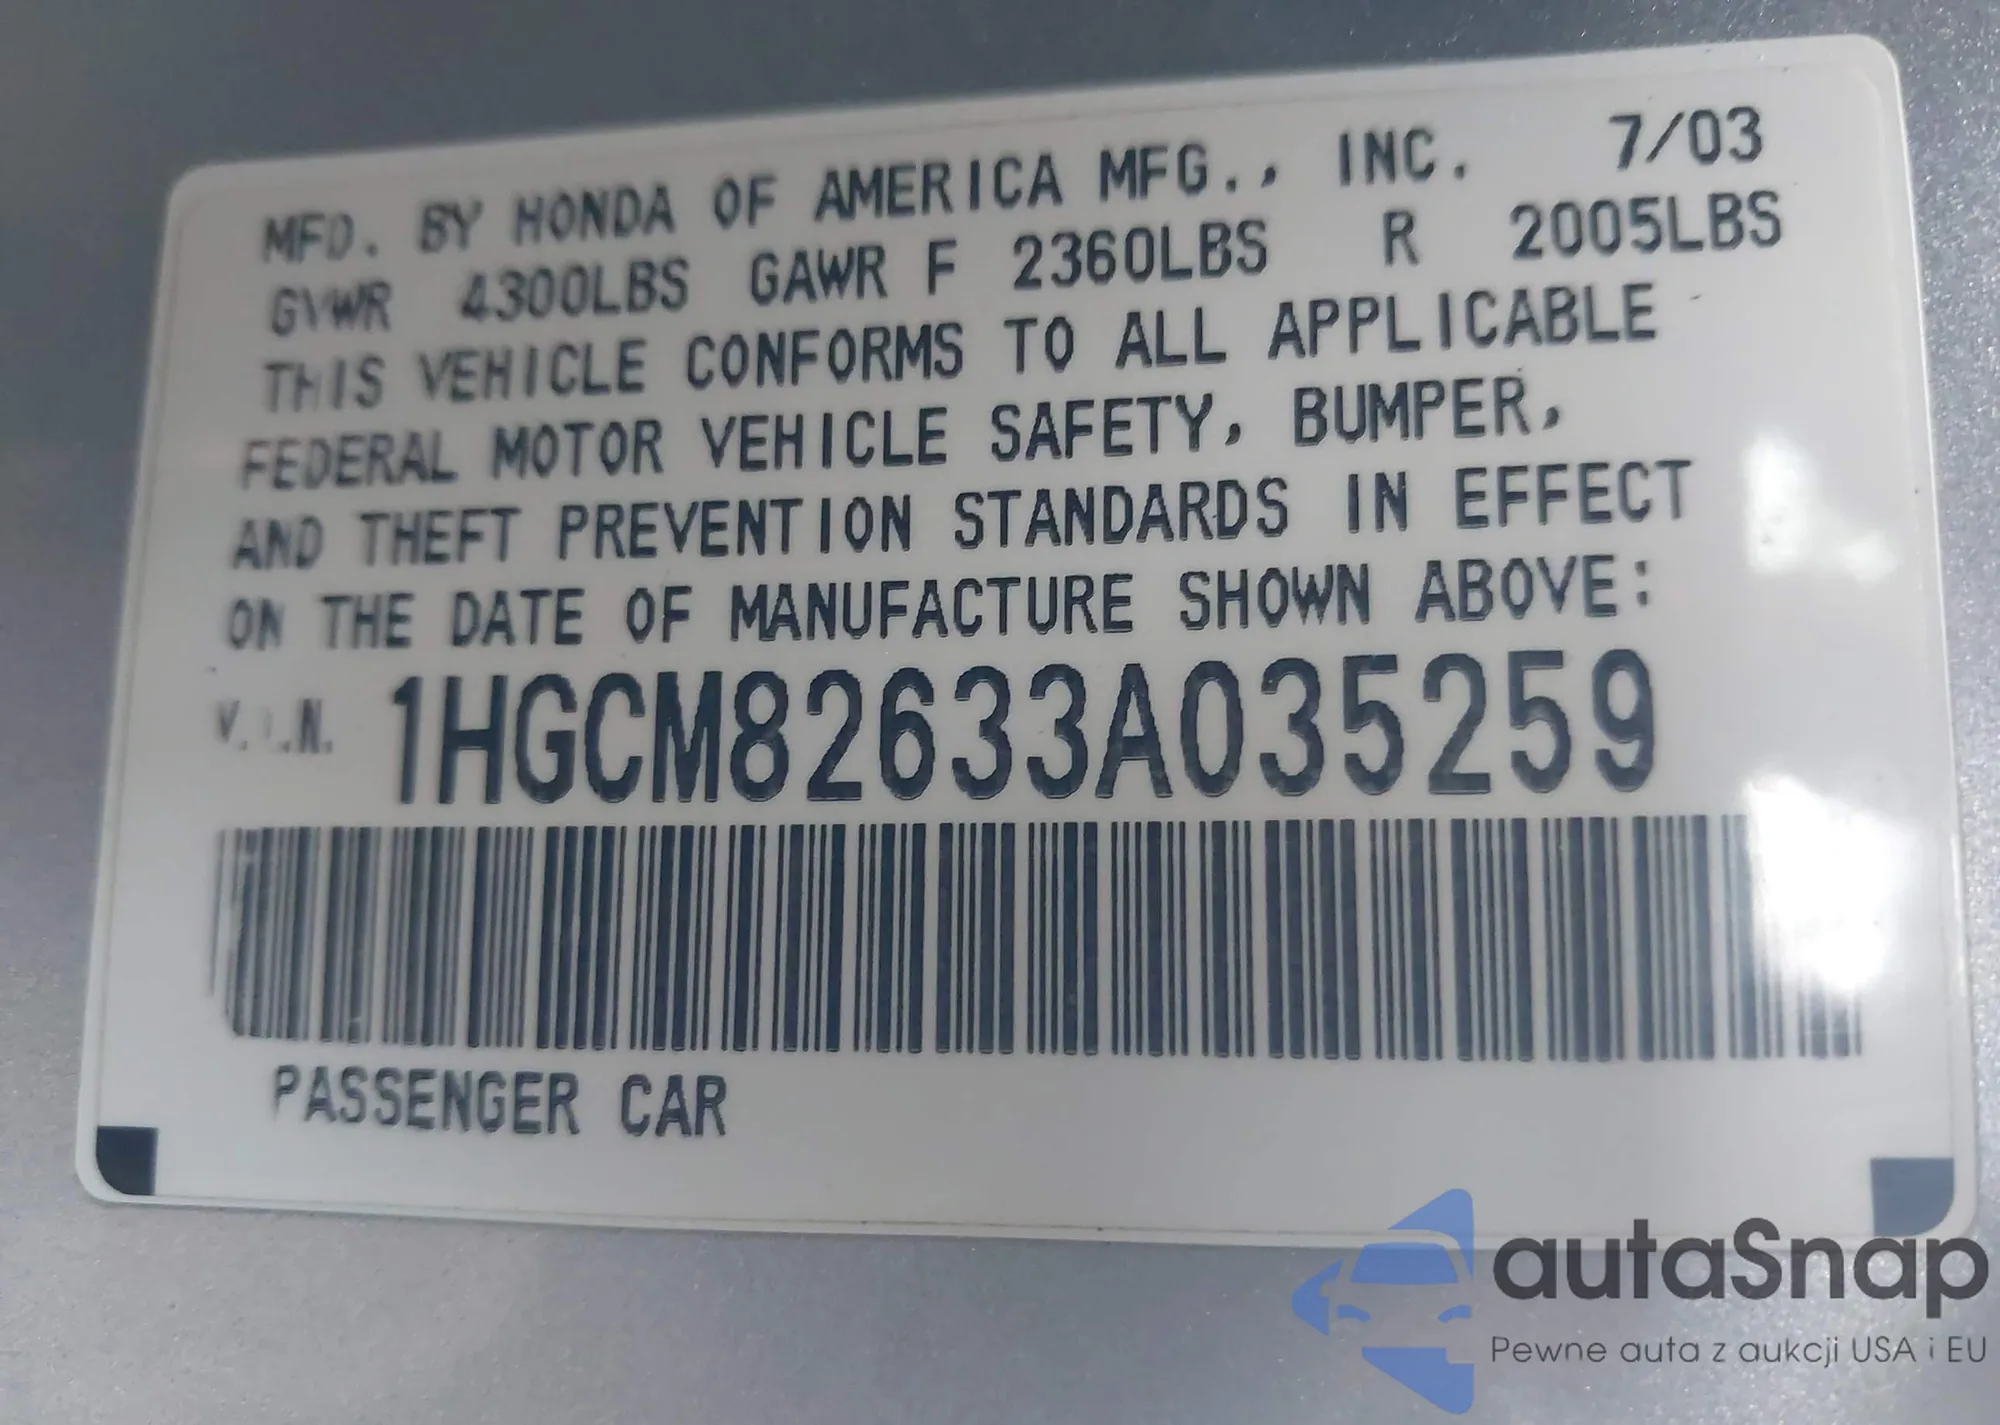 MFD. BY HONDA OF AMERICA MFG., INC. 7/03
GVWR 4300LBS GAWR F 2360LBS R 2005LBS
THIS VEHICLE CONFORMS TO ALL APPLICABLE
FEDERAL MOTOR VEHICLE SAFETY, BUMPER,
AND THEFT PREVENTION STANDARDS IN EFFECT
ON THE DATE OF MANUFACTURE SHOWN ABOVE:
V.I.N. 1HGCM82633A035259
PASSENGER CAR
autaSnap
Pewne auta z aukcji USA i EU